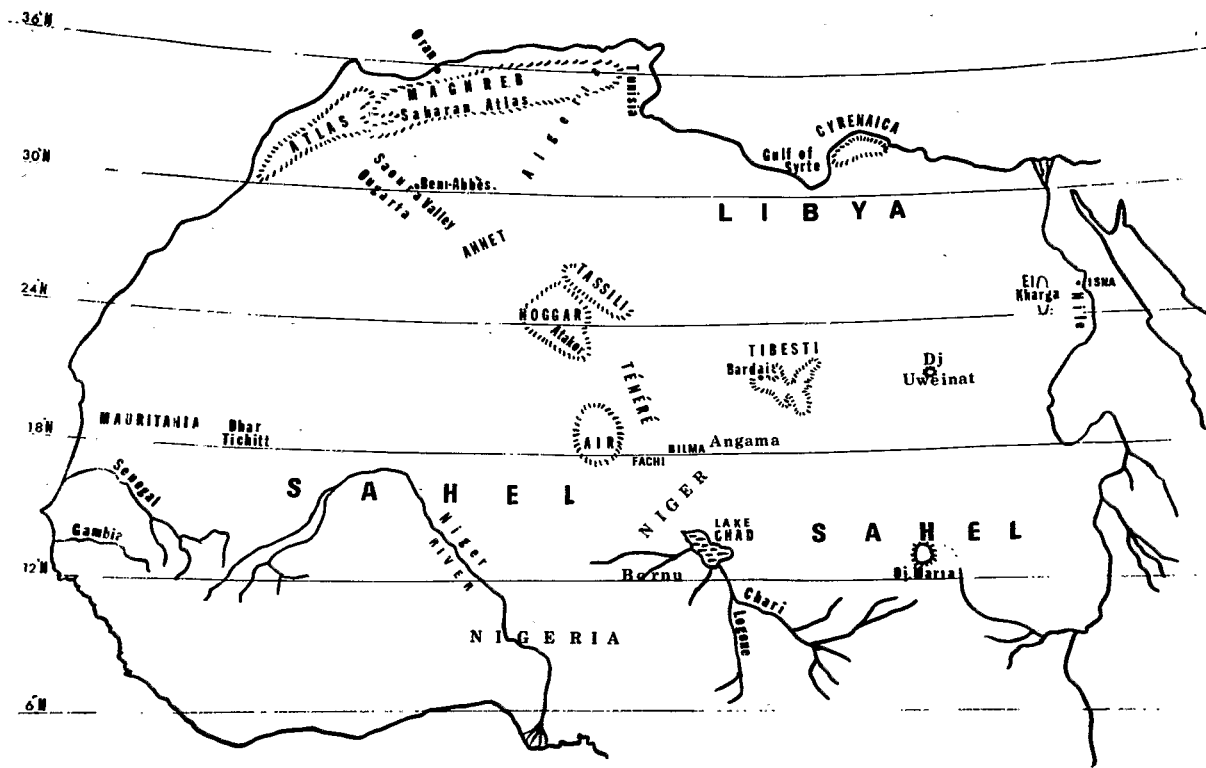 36°N
Oran
MAGHREB
Saharan Atlas
ATLAS
Algeria
Tunisia
CYRENAICA
Gulf of
Syrte
30°N
Saoura
Valley
Ougarta
Beni-Abbès
LIBYA
AHNET
24°N
TASSILI
HOGGAR
Atakor
El
Kharga
ISNA
Nile
TIBESTI
Bardai
Dj
Uweinat
TÉNÉRÉ
MAURITANIA
Dhar
Tichitt
18°N
AIR
FACHI
BILMA
Angama
Senegal
SAHEL
NIGER
Gambia
Niger
RIVER
LAKE
CHAD
SAHEL
12°N
Bornu
Dj. Marra
Chari
Logone
NIGERIA
6°N